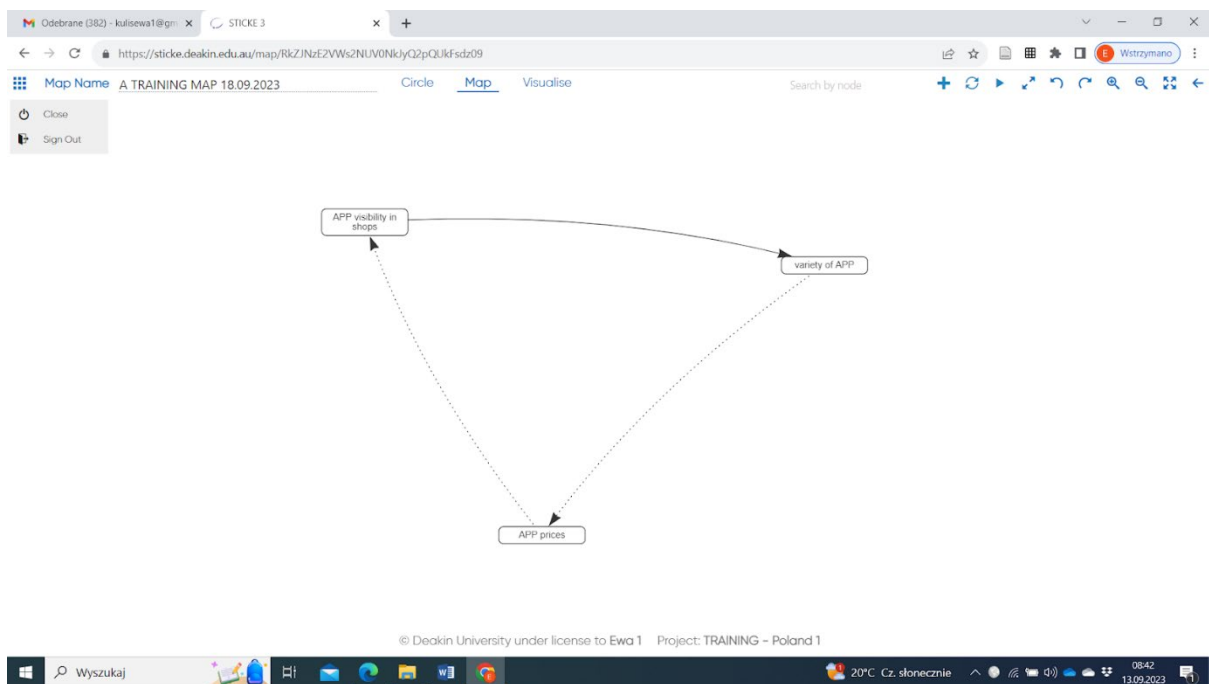 Odebrane (382) - kulisewa1@gm
STICKE 3
https://sticke.deakin.edu.au/map/RkZJNzE2VWs2NUV0NkJyQ2pQUkFsdz09
E Wstrzymano
Map Name A TRAINING MAP 18.09.2023 Circle Map Visualise Search by node
Close
Sign Out
APP visibility in
shops
variety of APP
APP prices
© Deakin University under license to Ewa 1 Project: TRAINING - Poland 1
Wyszukaj
20°C Cz. słonecznie
08:42
13.09.2023
1